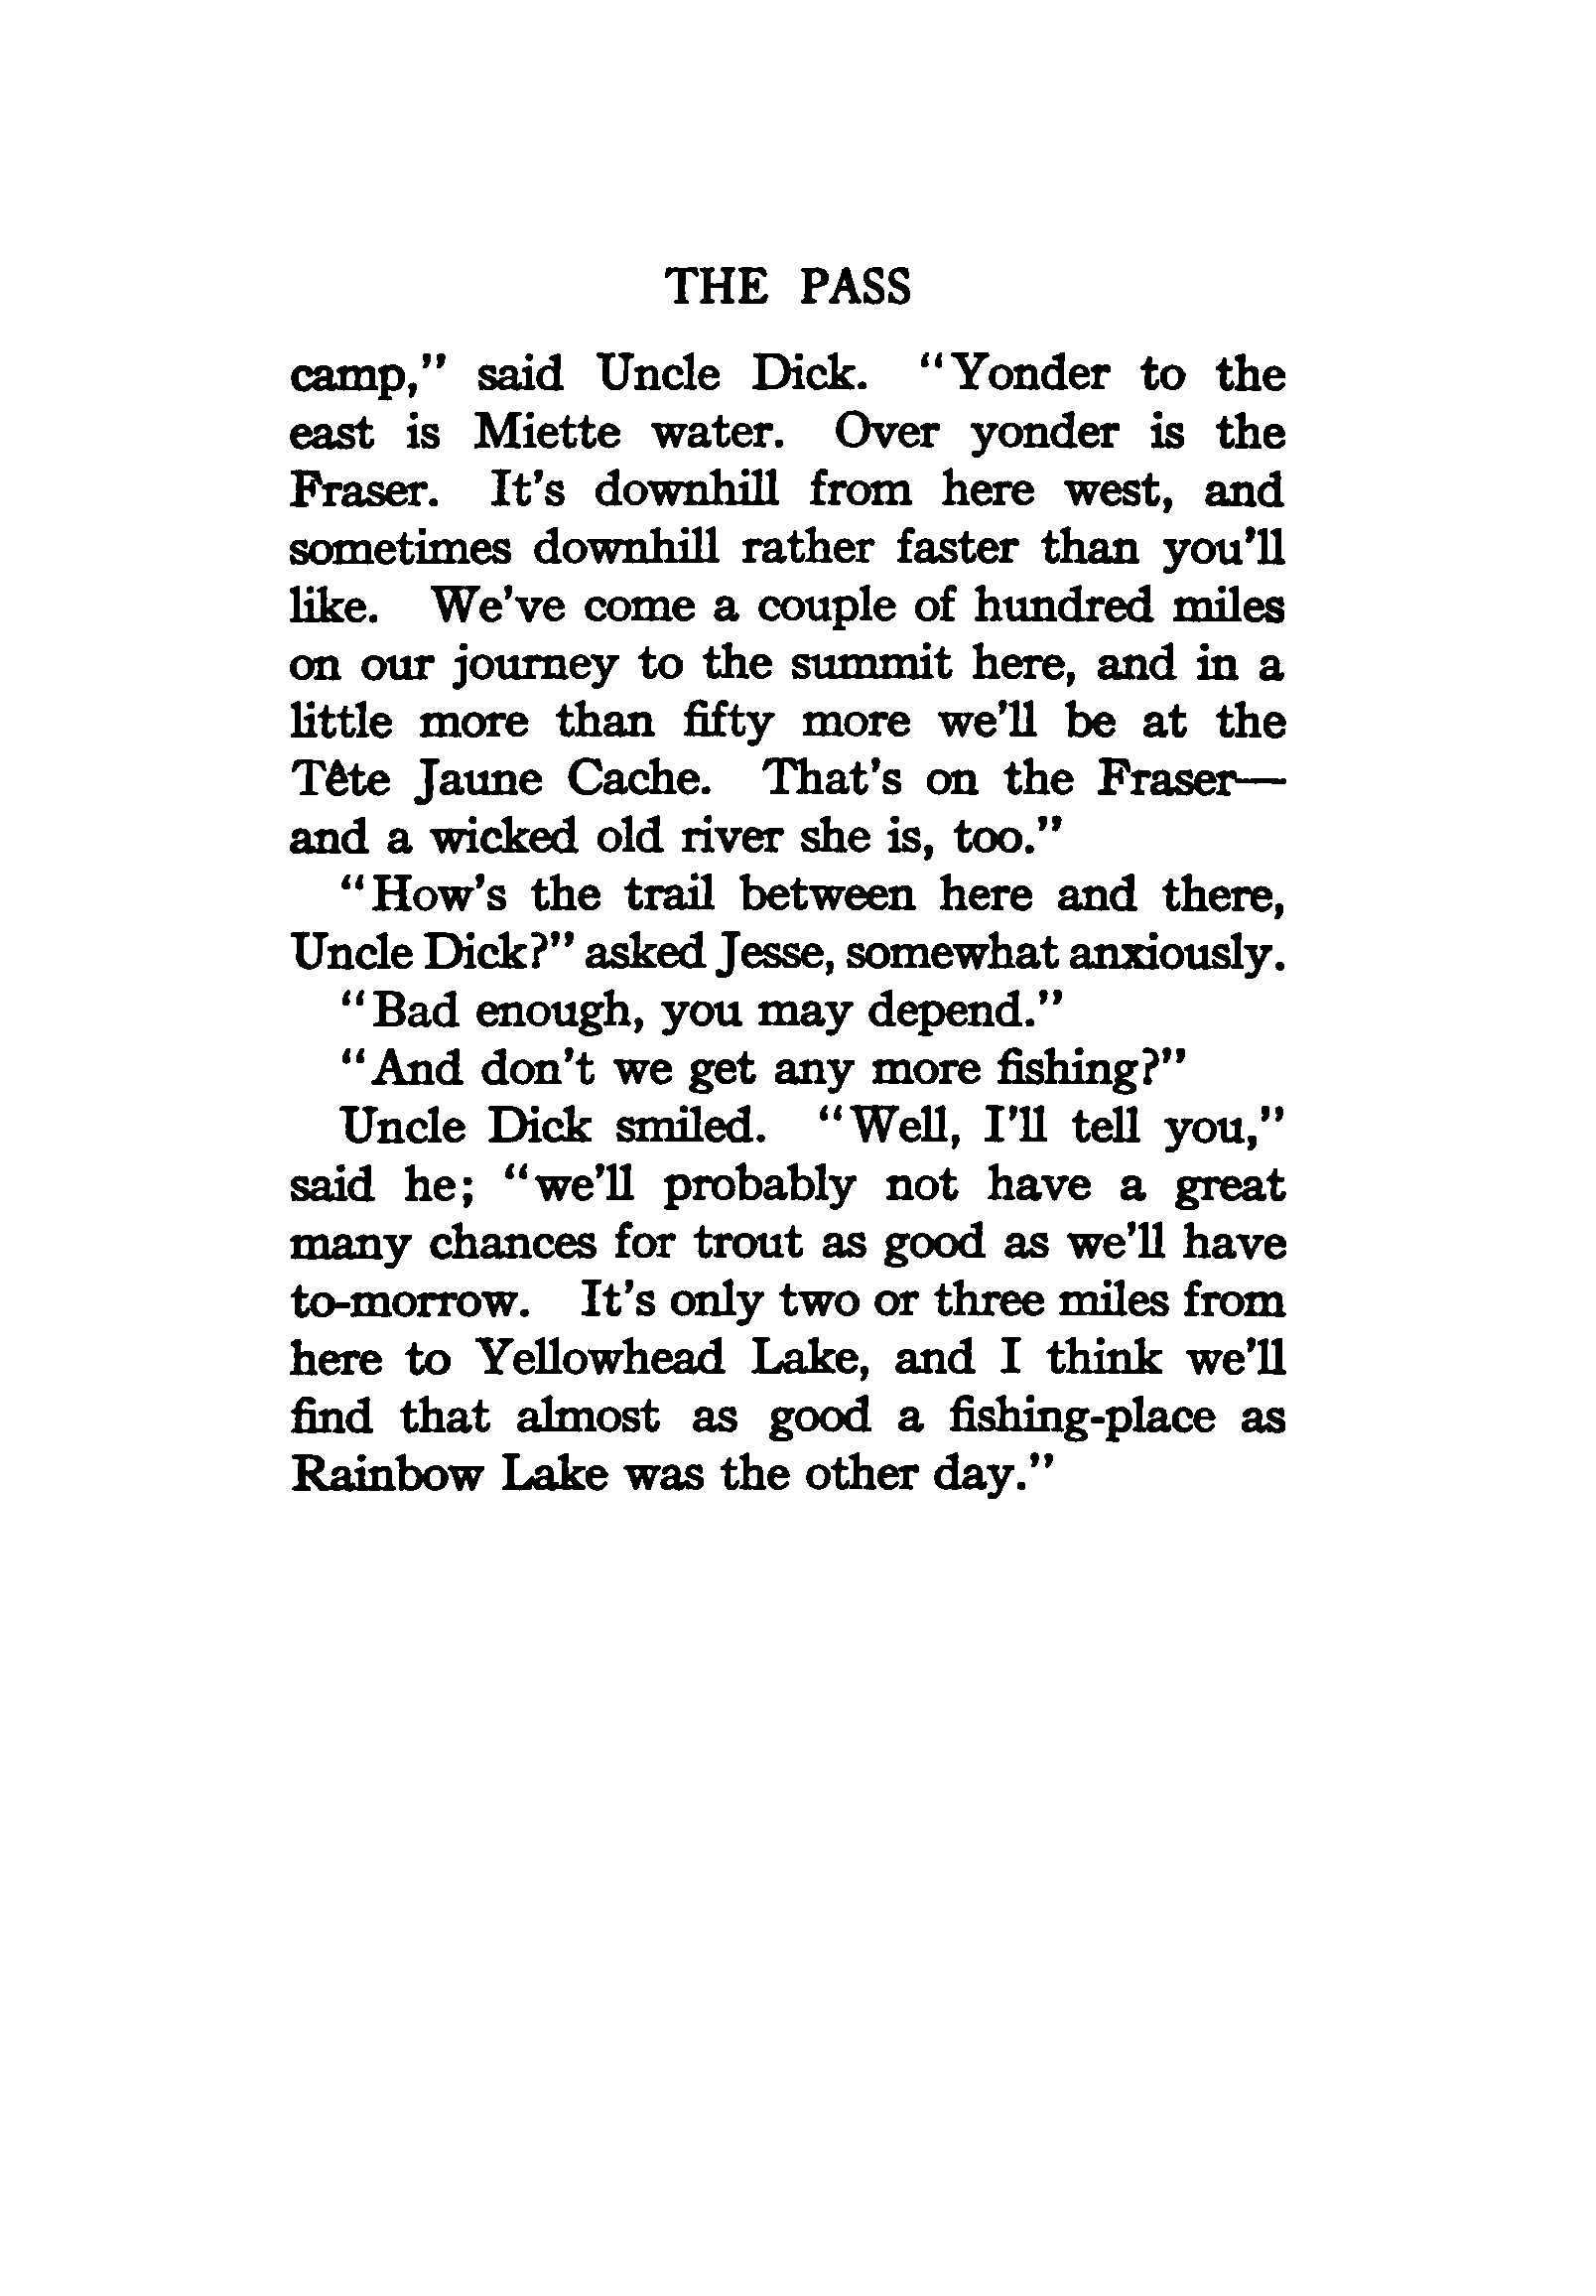 THE PASS
camp," said Uncle Dick. "Yonder to the
east is Miette water. Over yonder is the
Fraser. It's downhill from here west, and
sometimes downhill rather faster than you'll
like. We've come a couple of hundred miles
on our journey to the summit here, and in a
little more than fifty more we'll be at the
Tête Jaune Cache. That's on the Fraser—
and a wicked old river she is, too."
"How's the trail between here and there,
Uncle Dick?" asked Jesse, somewhat anxiously.
"Bad enough, you may depend."
"And don't we get any more fishing?"
Uncle Dick smiled. "Well, I'll tell you,"
said he; "we'll probably not have a great
many chances for trout as good as we'll have
to-morrow. It's only two or three miles from
here to Yellowhead Lake, and I think we'll
find that almost as good a fishing-place as
Rainbow Lake was the other day."